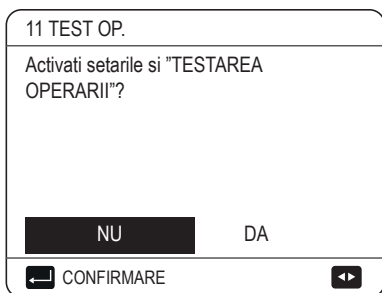 11 TEST OP.
Activati setarile si ”TESTAREA
OPERARII”?
NU DA
CONFIRMARE